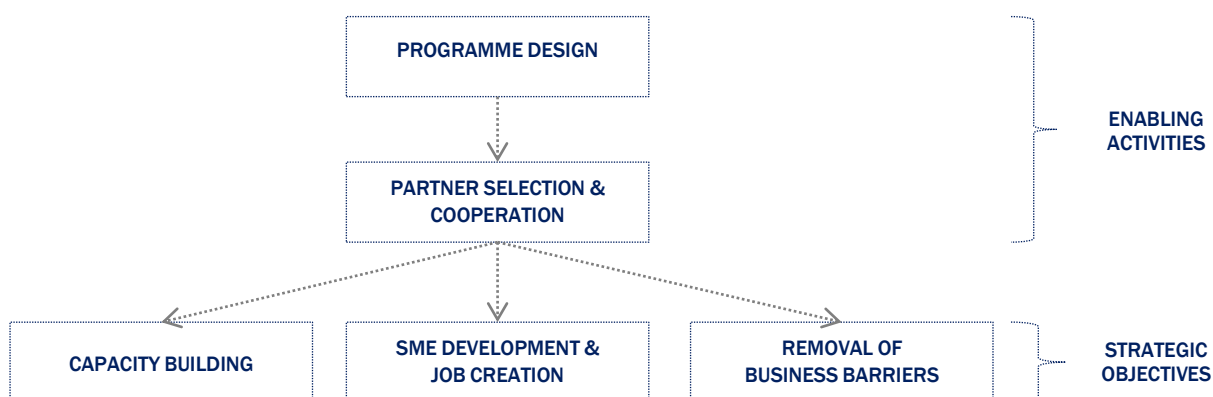 PROGRAMME DESIGN
ENABLING
ACTIVITIES
PARTNER SELECTION &
COOPERATION
CAPACITY BUILDING
SME DEVELOPMENT &
JOB CREATION
REMOVAL OF
BUSINESS BARRIERS
STRATEGIC
OBJECTIVES